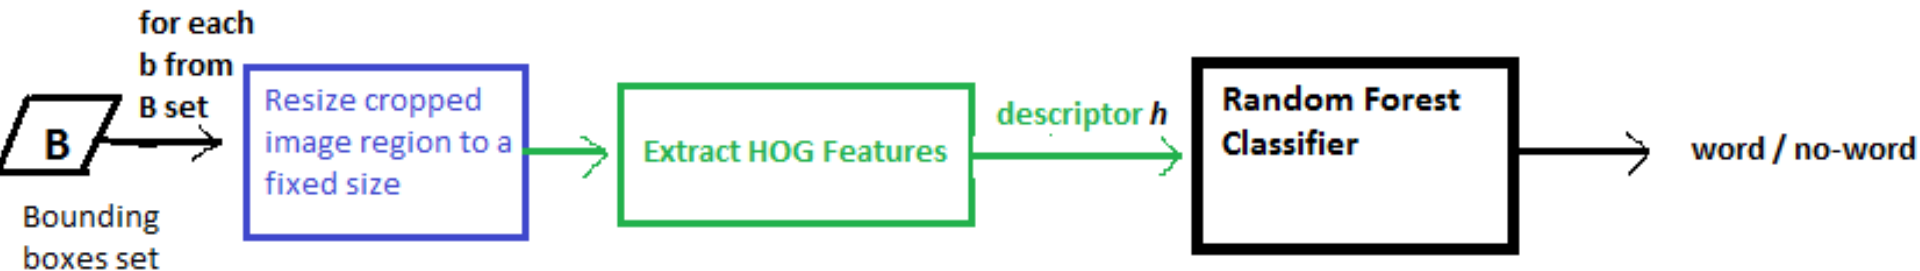 for each
b from
B set
B
Bounding
boxes set
Resize cropped
image region to a
fixed size
Extract HOG Features
descriptor h
Random Forest
Classifier
word / no-word